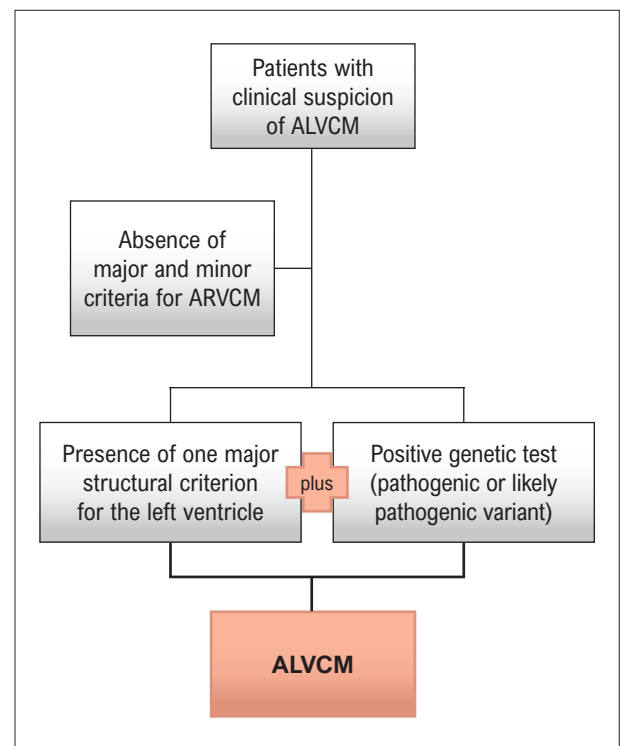 Patients with
clinical suspicion
of ALVCM
Absence of
major and minor
criteria for ARVCM
Presence of one major
structural criterion
for the left ventricle
plus
Positive genetic test
(pathogenic or likely
pathogenic variant)
ALVCM